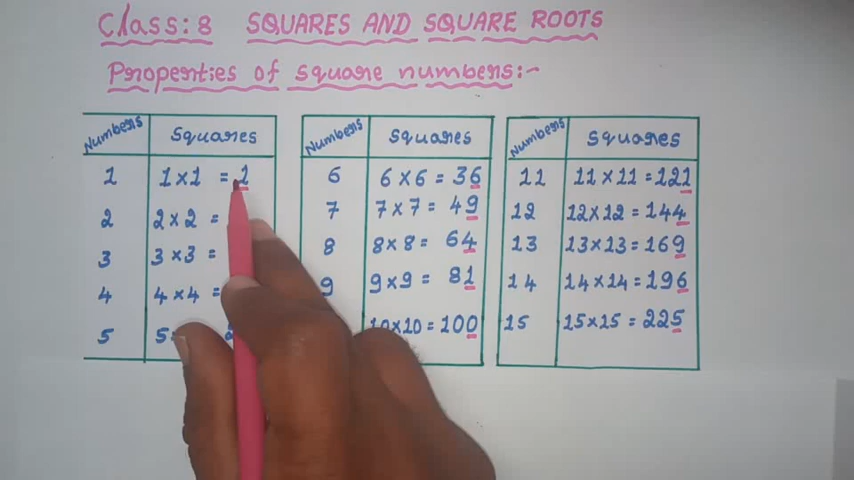 Class: 8 SQUARES AND SQUARE ROOTS
Properties of square numbers:-
Numbers Squares
1 1×1 = 1
2 2×2 =
3 3×3 =
4 4×4 =
5 5
Numbers Squares
6 6×6 = 36
7 7×7 = 49
8 8×8 = 64
9 9×9 = 81
10×10 = 100
Numbers Squares
11 11×11 = 121
12 12×12 = 144
13 13×13 = 169
14 14×14 = 196
15 15×15 = 225